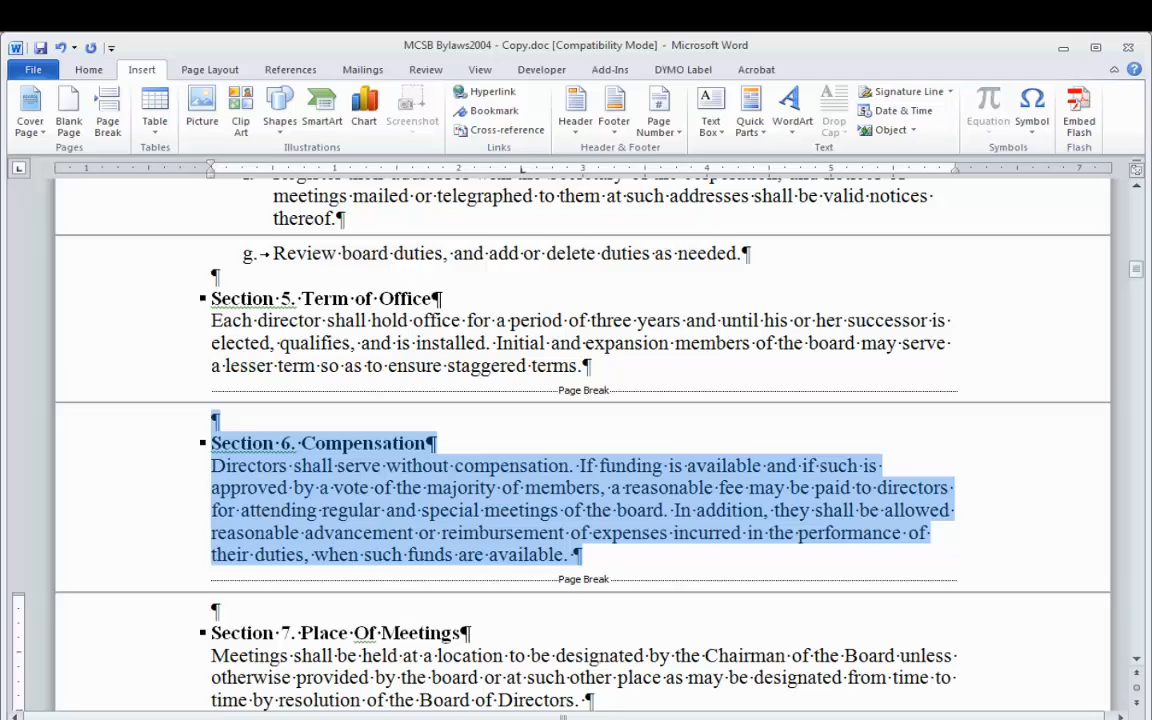 MCSB Bylaws2004 - Copy.doc [Compatibility Mode] - Microsoft Word
File Home Insert Page Layout References Mailings Review View Developer Add-Ins DYMO Label Acrobat
Cover Page Blank Page Page Break Table Picture Clip Art Shapes SmartArt Chart Screenshot Hyperlink Bookmark Cross-reference Header Footer Page Number Text Box Quick Parts WordArt Drop Cap Signature Line Date & Time Object Equation Symbol Embed Flash
Pages Tables Illustrations Links Header & Footer Text Symbols Flash
1 1 2 3 4 5 7
meetings mailed or telegraphed to them at such addresses shall be valid notices
thereof.¶
g. → Review board duties, and add or delete duties as needed.¶
¶
Section 5. Term of Office¶
Each director shall hold office for a period of three years and until his or her successor is
elected, qualifies, and is installed. Initial and expansion members of the board may serve
a lesser term so as to ensure staggered terms.¶
Page Break
¶
Section 6. Compensation¶
Directors shall serve without compensation. If funding is available and if such is
approved by a vote of the majority of members, a reasonable fee may be paid to directors
for attending regular and special meetings of the board. In addition, they shall be allowed
reasonable advancement or reimbursement of expenses incurred in the performance of
their duties, when such funds are available. ¶
Page Break
¶
Section 7. Place Of Meetings¶
Meetings shall be held at a location to be designated by the Chairman of the Board unless
otherwise provided by the board or at such other place as may be designated from time to
time by resolution of the Board of Directors. ¶